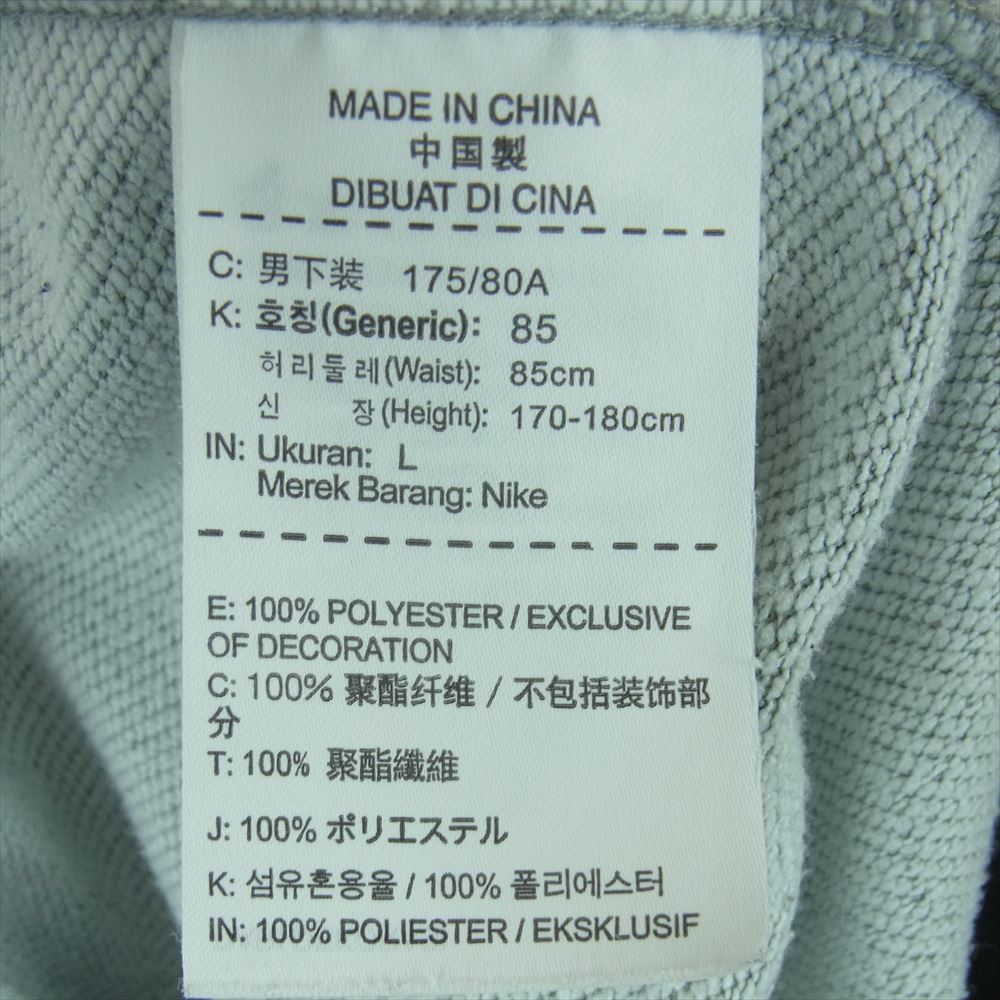 MADE IN CHINA
中国製
DIBUAT DI CINA
C: 男下装 175/80A
K: 호칭(Generic): 85
허리둘레(Waist): 85cm
신 장(Height): 170-180cm
IN: Ukuran: L
Merek Barang: Nike
E: 100% POLYESTER / EXCLUSIVE
OF DECORATION
C: 100% 聚酯纤维 / 不包括装饰部
分
T: 100% 聚酯纖維
J: 100% ポリエステル
K: 섬유혼용율 / 100% 폴리에스터
IN: 100% POLIESTER / EKSKLUSIF